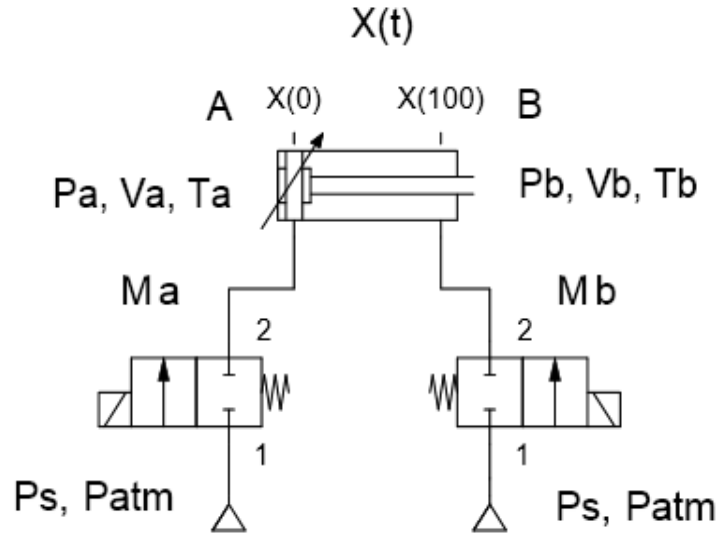 X(t)
A X(0) X(100) B
Pa, Va, Ta
Pb, Vb, Tb
Ma
Mb
2
2
1
1
Ps, Patm
Ps, Patm